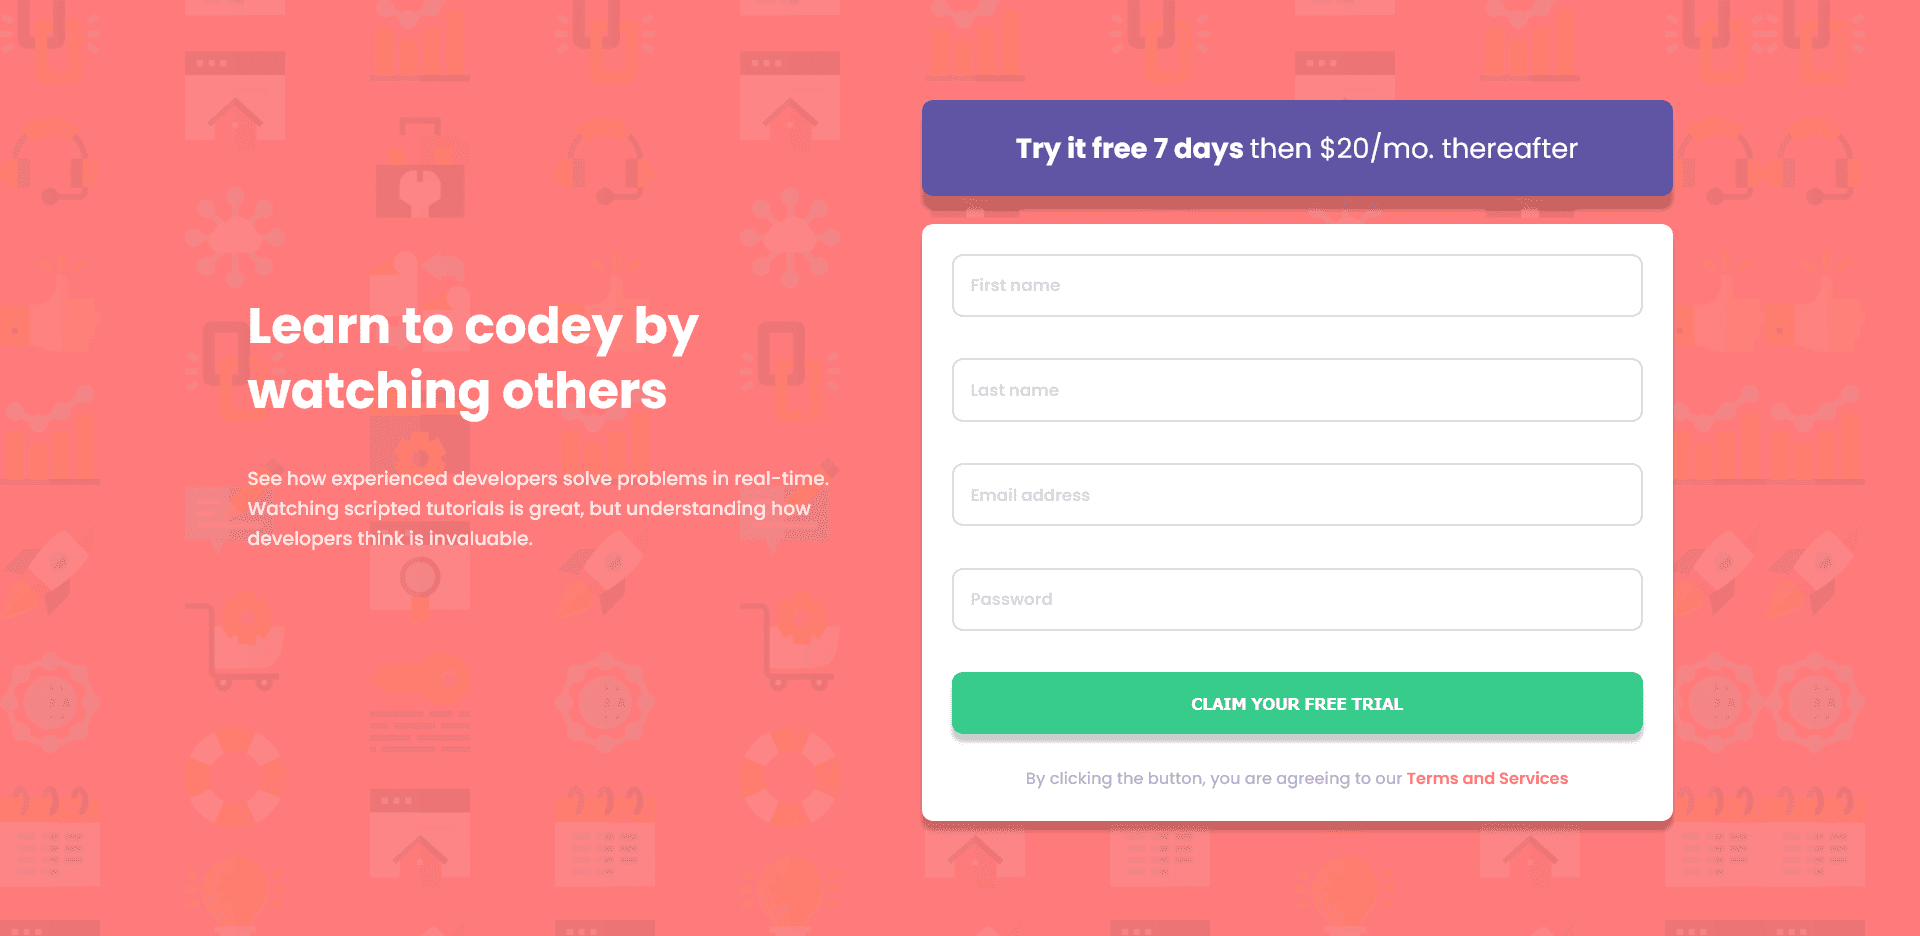 Learn to codey by
watching others
See how experienced developers solve problems in real-time.
Watching scripted tutorials is great, but understanding how
developers think is invaluable.
Try it free 7 days then $20/mo. thereafter
First name
Last name
Email address
Password
CLAIM YOUR FREE TRIAL
By clicking the button, you are agreeing to our Terms and Services